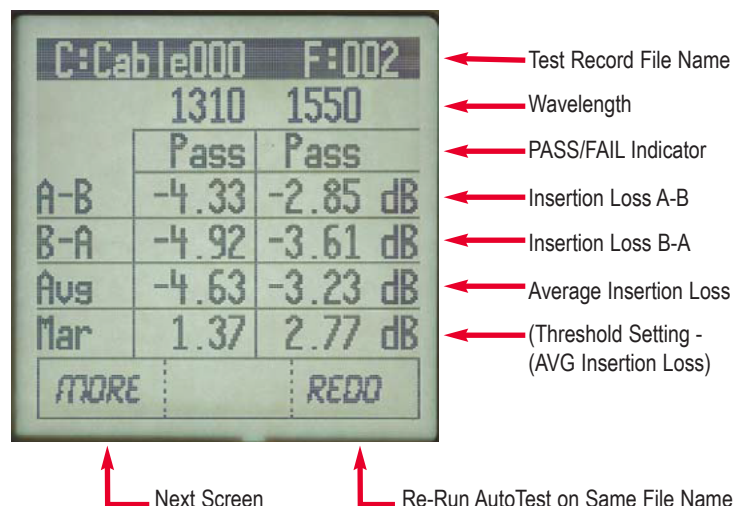 C:Cable000 F:002
Test Record File Name
1310 1550
Wavelength
Pass Pass
PASS/FAIL Indicator
A-B -4.33 -2.85 dB
Insertion Loss A-B
B-A -4.92 -3.61 dB
Insertion Loss B-A
Avg -4.63 -3.23 dB
Average Insertion Loss
Mar 1.37 2.77 dB
(Threshold Setting -
(AVG Insertion Loss)
MORE REDO
Next Screen
Re-Run AutoTest on Same File Name